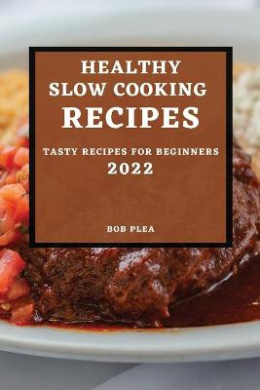 HEALTHY
SLOW COOKING
RECIPES
TASTY RECIPES FOR BEGINNERS
2022
BOB PLEA